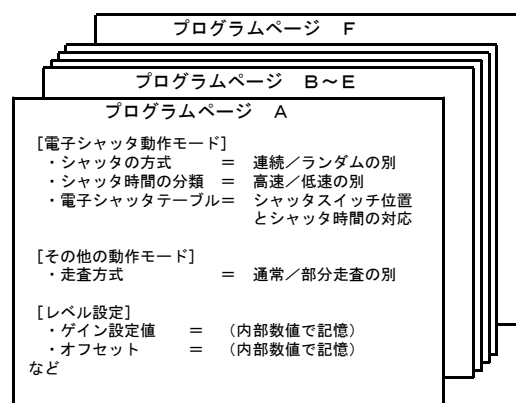 プログラムページ F
プログラムページ B～E
プログラムページ A
［電子シャッタ動作モード］
・シャッタの方式 ＝ 連続／ランダムの別
・シャッタ時間の分類 ＝ 高速／低速の別
・電子シャッタテーブル＝ シャッタスイッチ位置
とシャッタ時間の対応
［その他の動作モード］
・走査方式 ＝ 通常／部分走査の別
［レベル設定］
・ゲイン設定値 ＝ （内部数値で記憶）
・オフセット ＝ （内部数値で記憶）
など